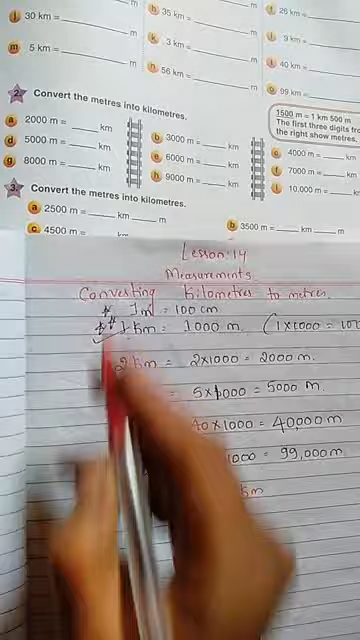 m
h 35 km = m
i 26 km =
j 30 km = m
k 3 km = m
l 9 km =
m 5 km = m
n 56 km = m
40 km =
o 99 km =
2. Convert the metres into kilometres.
1500 m = 1 km 500 m
The first three digits fro
the right show metres.
a 2000 m = km
b 3000 m = km
c 4000 m = k
d 5000 m = km
e 6000 m = km
f 7000 m = k
g 8000 m = km
h 9000 m = km
i 10,000 m =
3. Convert the metres into kilometres.
a 2500 m = km m
b 3500 m = km
c 4500 m = km
Lesson:14
Measurements
Converting Kilometres to metres.
* 1m = 100 cm
1 km = 1000 m (1x1000 = 100
2 km = 2x1000 = 2000 m.
= 5x1000 = 5000 m.
40x1000 = 40,000 m
1000 = 99,000 m
km